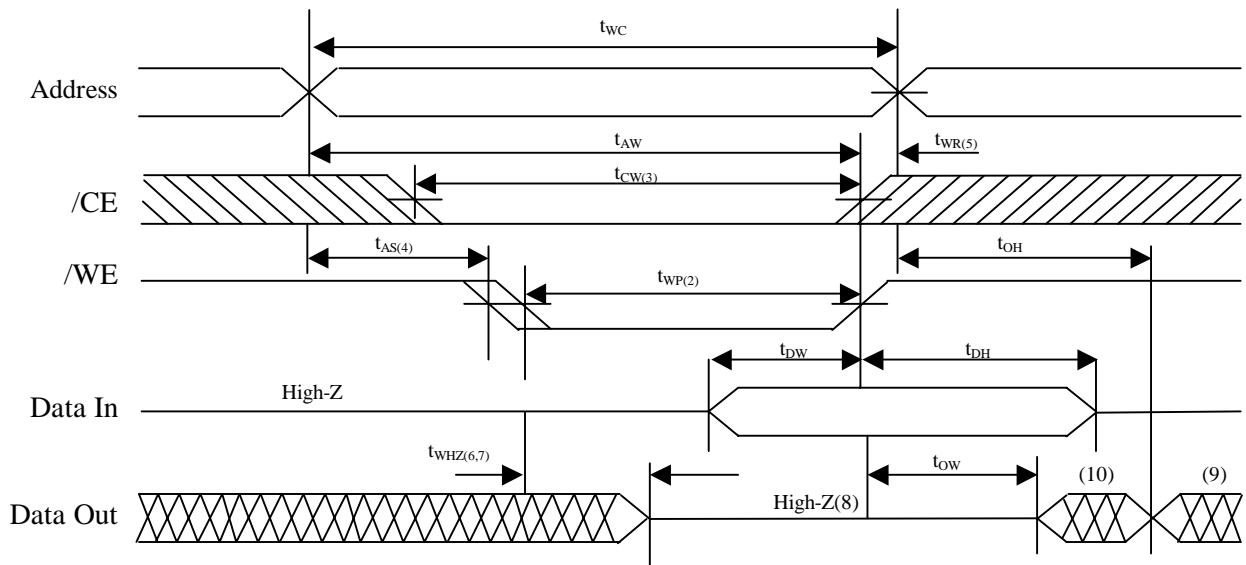 tWC
Address
tAW
tWR(5)
tCW(3)
/CE
tAS(4)
tOH
/WE
tWP(2)
tDW
tDH
High-Z
Data In
tWHZ(6,7)
tOW
(10)
(9)
High-Z(8)
Data Out